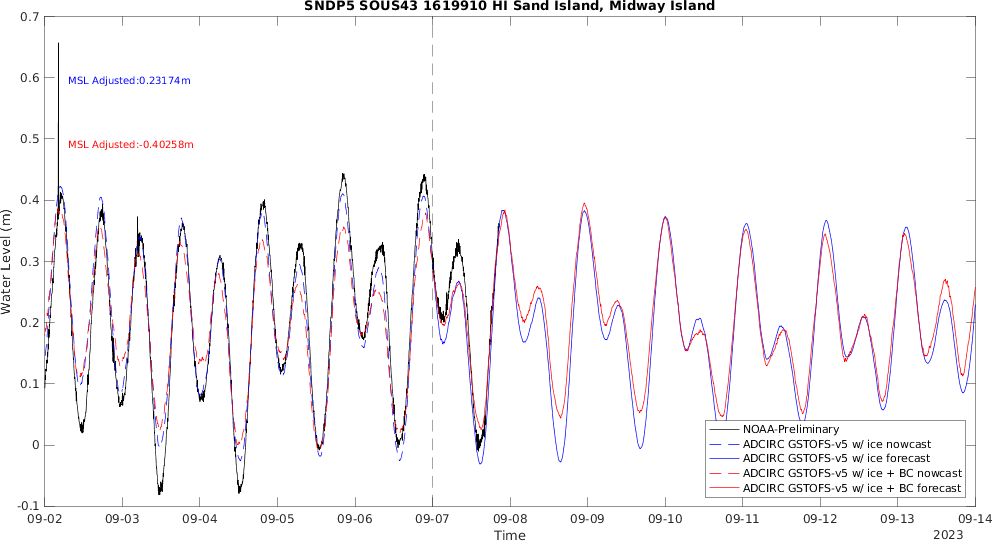 SNDP5 SOUS43 1619910 HI Sand Island, Midway Island
0.7
0.6
0.5
0.4
0.3
0.2
0.1
0
-0.1
Water Level (m)
MSL Adjusted:0.23174m
MSL Adjusted:-0.40258m
NOAA-Preliminary
ADCIRC GSTOFS-v5 w/ ice nowcast
ADCIRC GSTOFS-v5 w/ ice forecast
ADCIRC GSTOFS-v5 w/ ice + BC nowcast
ADCIRC GSTOFS-v5 w/ ice + BC forecast
09-02 09-03 09-04 09-05 09-06 09-07 09-08 09-09 09-10 09-11 09-12 09-13 09-14
Time
2023